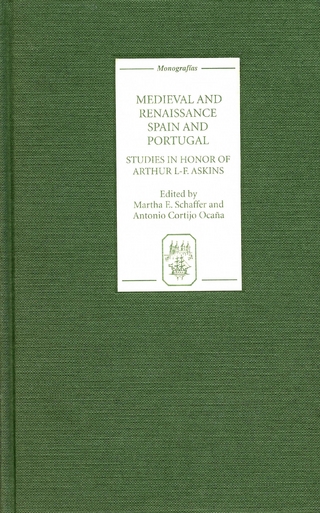 Monografías
MEDIEVAL AND
RENAISSANCE
SPAIN AND
PORTUGAL
STUDIES IN HONOR OF
ARTHUR L-F. ASKINS
Edited by
Martha E. Schaffer and
Antonio Cortijo Ocaña